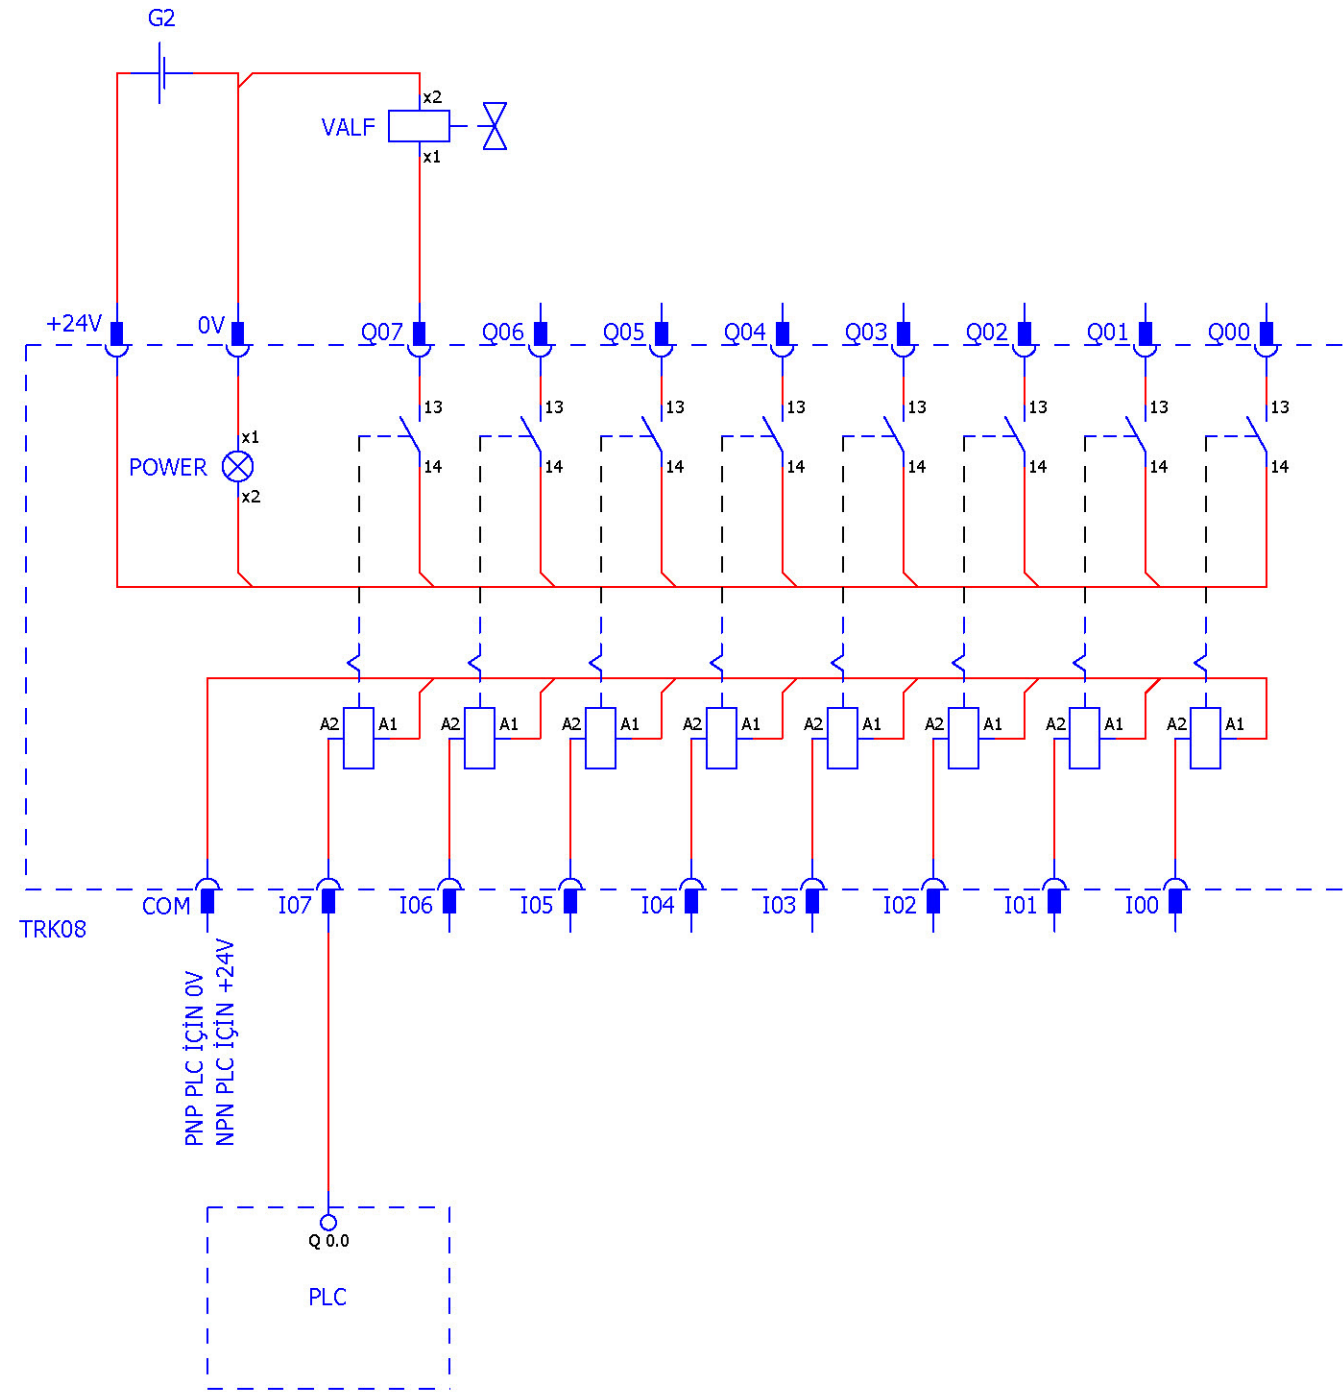 G2
x2
VALF
x1
+24V
0V
Q07
Q06
Q05
Q04
Q03
Q02
Q01
Q00
13
13
13
13
13
13
13
13
x1
POWER
14
14
14
14
14
14
14
14
x2
A2
A1
A2
A1
A2
A1
A2
A1
A2
A1
A2
A1
A2
A1
A2
A1
COM
I07
I06
I05
I04
I03
I02
I01
I00
TRK08
PNP PLC İÇİN 0V
NPN PLC İÇİN +24V
Q 0.0
PLC